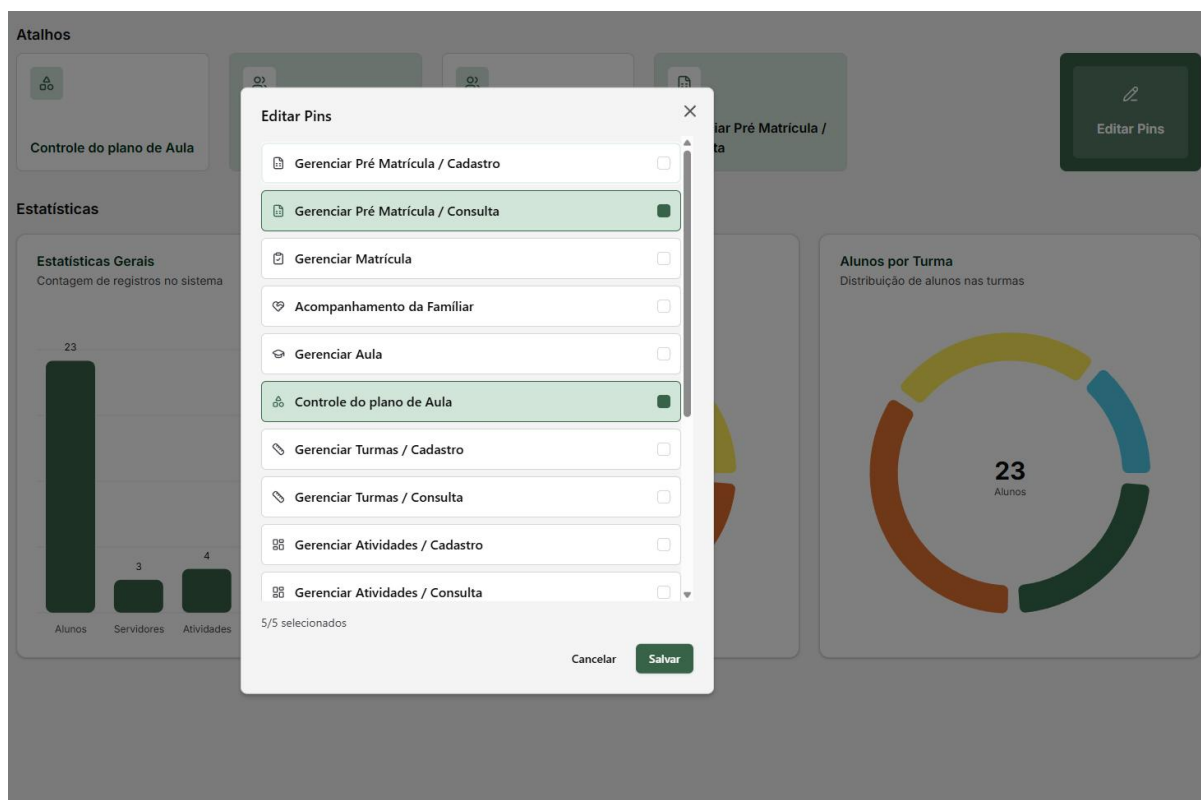 Atalhos
Controle do plano de Aula
iar Pré Matrícula /
ta
Editar Pins
Editar Pins
Gerenciar Pré Matrícula / Cadastro
Gerenciar Pré Matrícula / Consulta
Gerenciar Matrícula
Acompanhamento da Famíliar
Gerenciar Aula
Controle do plano de Aula
Gerenciar Turmas / Cadastro
Gerenciar Turmas / Consulta
Gerenciar Atividades / Cadastro
Gerenciar Atividades / Consulta
5/5 selecionados
Cancelar
Salvar
Estatísticas
Estatísticas Gerais
Contagem de registros no sistema
23
3
4
Alunos
Servidores
Atividades
Alunos por Turma
Distribuição de alunos nas turmas
23
Alunos